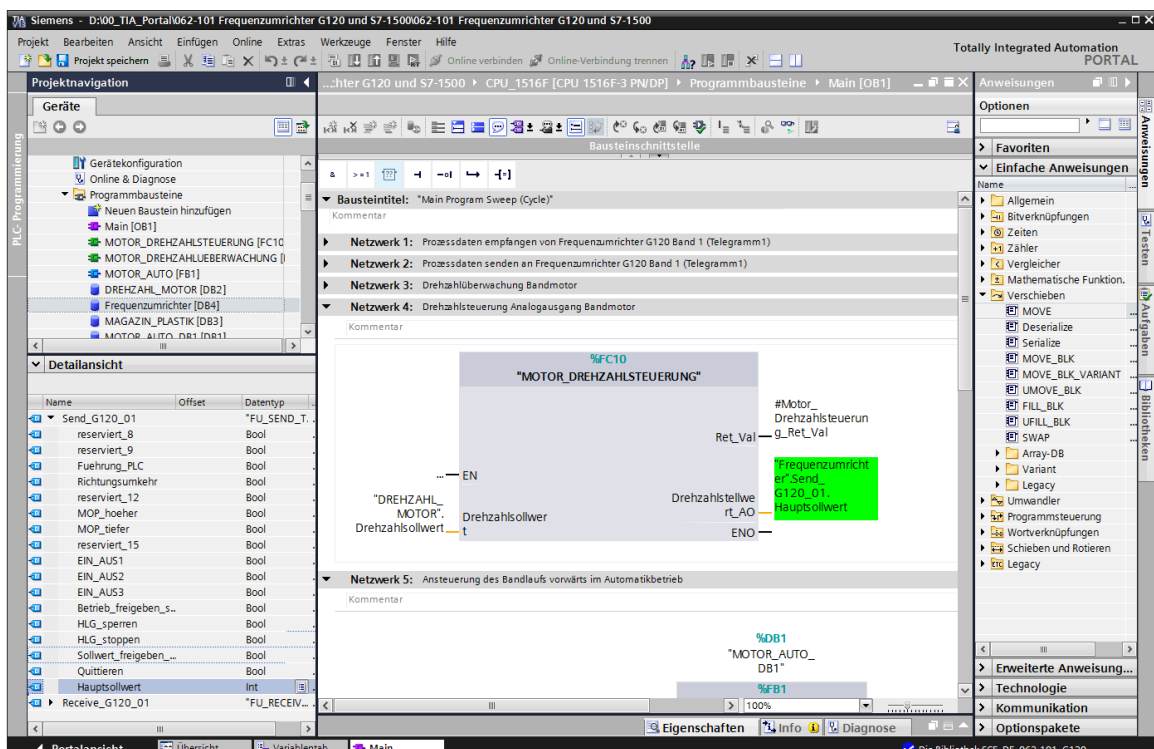 Siemens - D:\00_TIA_Portal\062-101 Frequenzumrichter G120 und S7-1500\062-101 Frequenzumrichter G120 und S7-1500
Projekt Bearbeiten Ansicht Einfügen Online Extras Werkzeuge Fenster Hilfe
Projekt speichern
Online verbinden
Online-Verbindung trennen
Totally Integrated Automation
PORTAL
Projektnavigation
Geräte
PLC-Programmierung
Gerätekonfiguration
Online & Diagnose
Programmbausteine
Neuen Baustein hinzufügen
Main [OB1]
MOTOR_DREHZAHLSTEUERUNG [FC10
MOTOR_DREHZAHLUEBERWACHUNG [
MOTOR_AUTO [FB1]
DREHZAHL_MOTOR [DB2]
Frequenzumrichter [DB4]
MAGAZIN_PLASTIK [DB3]
MOTOR_AUTO_DB1 [DB1]
Detailansicht
Name Offset Datentyp
Send_G120_01 "FU_SEND_T..
reserviert_8 Bool
reserviert_9 Bool
Fuehrung_PLC Bool
Richtungsumkehr Bool
reserviert_12 Bool
MOP_hoeher Bool
MOP_tiefer Bool
reserviert_15 Bool
EIN_AUS1 Bool
EIN_AUS2 Bool
EIN_AUS3 Bool
Betrieb_freigeben_s... Bool
HLG_sperren Bool
HLG_stoppen Bool
Sollwert_freigeben_... Bool
Quittieren Bool
Hauptsollwert Int
Receive_G120_01 "FU_RECEIV...
...chter G120 und S7-1500 CPU_1516F [CPU 1516F-3 PN/DP] Programmbausteine Main [OB1]
Bausteinschnittstelle
& >=1 ??
Bausteintitel: "Main Program Sweep (Cycle)"
Kommentar
Netzwerk 1: Prozessdaten empfangen von Frequenzumrichter G120 Band 1 (Telegramm1)
Netzwerk 2: Prozessdaten senden an Frequenzumrichter G120 Band 1 (Telegramm1)
Netzwerk 3: Drehzahlüberwachung Bandmotor
Netzwerk 4: Drehzahlsteuerung Analogausgang Bandmotor
Kommentar
%FC10
"MOTOR_DREHZAHLSTEUERUNG"
#Motor_
Drehzahlsteuerun
g_Ret_Val
Ret_Val
... EN
"Frequenzumricht
er".Send_
G120_01.
Hauptsollwert
"DREHZAHL_
MOTOR".
Drehzahlsollwert
Drehzahlsollwer
t
Drehzahlstellwe
rt_AO
ENO
Netzwerk 5: Ansteuerung des Bandlaufs vorwärts im Automatikbetrieb
Kommentar
%DB1
"MOTOR_AUTO_
DB1"
%FB1
100%
Eigenschaften Info Diagnose
Anweisungen
Optionen
Favoriten
Einfache Anweisungen
Name
Allgemein
Bitverknüpfungen
Zeiten
Zähler
Vergleicher
Mathematische Funktion.
Verschieben
MOVE
Deserialize
Serialize
MOVE_BLK
MOVE_BLK_VARIANT
UMOVE_BLK
FILL_BLK
UFILL_BLK
SWAP
Array-DB
Variant
Legacy
Umwandler
Programmsteuerung
Wortverknüpfungen
Schieben und Rotieren
Legacy
Erweiterte Anweisung...
Technologie
Kommunikation
Optionspakete
Anweisungen
Testen
Aufgaben
Bibliotheken
Portalansicht Übersicht Variablentab... Main
Die Bibliothek SCE_DE_062-101_G120...